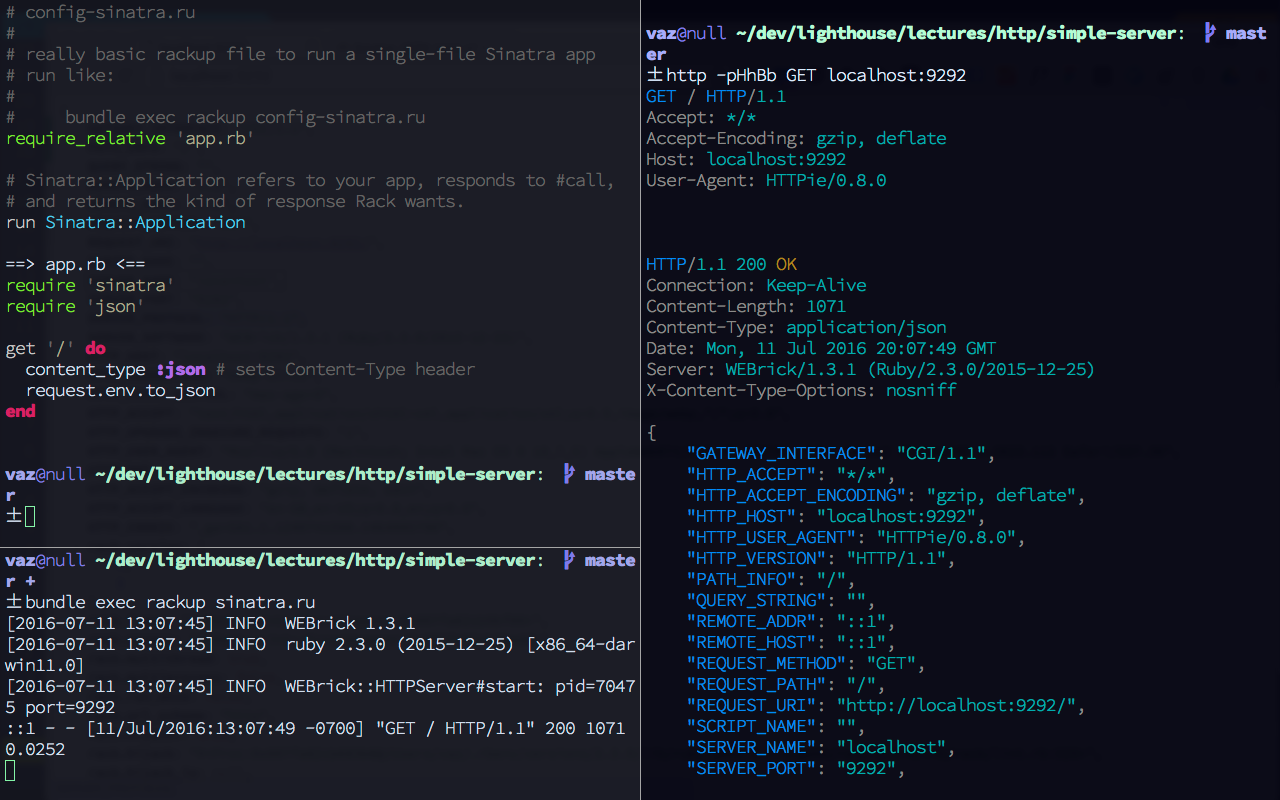 # config-sinatra.ru
#
# really basic rackup file to run a single-file Sinatra app
# run like:
#
#     bundle exec rackup config-sinatra.ru
require_relative 'app.rb'

# Sinatra::Application refers to your app, responds to #call,
# and returns the kind of response Rack wants.
run Sinatra::Application

==> app.rb <==
require 'sinatra'
require 'json'

get '/' do
  content_type :json # sets Content-Type header
  request.env.to_json
end

vaz@null ~/dev/lighthouse/lectures/http/simple-server: maste
r
±
vaz@null ~/dev/lighthouse/lectures/http/simple-server: maste
r +
±bundle exec rackup sinatra.ru
[2016-07-11 13:07:45] INFO  WEBrick 1.3.1
[2016-07-11 13:07:45] INFO  ruby 2.3.0 (2015-12-25) [x86_64-dar
win11.0]
[2016-07-11 13:07:45] INFO  WEBrick::HTTPServer#start: pid=7047
5 port=9292
::1 - - [11/Jul/2016:13:07:49 -0700] "GET / HTTP/1.1" 200 1071
0.0252

vaz@null ~/dev/lighthouse/lectures/http/simple-server: mast
er
±http -pHhBb GET localhost:9292
GET / HTTP/1.1
Accept: */*
Accept-Encoding: gzip, deflate
Host: localhost:9292
User-Agent: HTTPie/0.8.0

HTTP/1.1 200 OK
Connection: Keep-Alive
Content-Length: 1071
Content-Type: application/json
Date: Mon, 11 Jul 2016 20:07:49 GMT
Server: WEBrick/1.3.1 (Ruby/2.3.0/2015-12-25)
X-Content-Type-Options: nosniff

{
    "GATEWAY_INTERFACE": "CGI/1.1",
    "HTTP_ACCEPT": "*/*",
    "HTTP_ACCEPT_ENCODING": "gzip, deflate",
    "HTTP_HOST": "localhost:9292",
    "HTTP_USER_AGENT": "HTTPie/0.8.0",
    "HTTP_VERSION": "HTTP/1.1",
    "PATH_INFO": "/",
    "QUERY_STRING": "",
    "REMOTE_ADDR": "::1",
    "REMOTE_HOST": "::1",
    "REQUEST_METHOD": "GET",
    "REQUEST_PATH": "/",
    "REQUEST_URI": "http://localhost:9292/",
    "SCRIPT_NAME": "",
    "SERVER_NAME": "localhost",
    "SERVER_PORT": "9292",